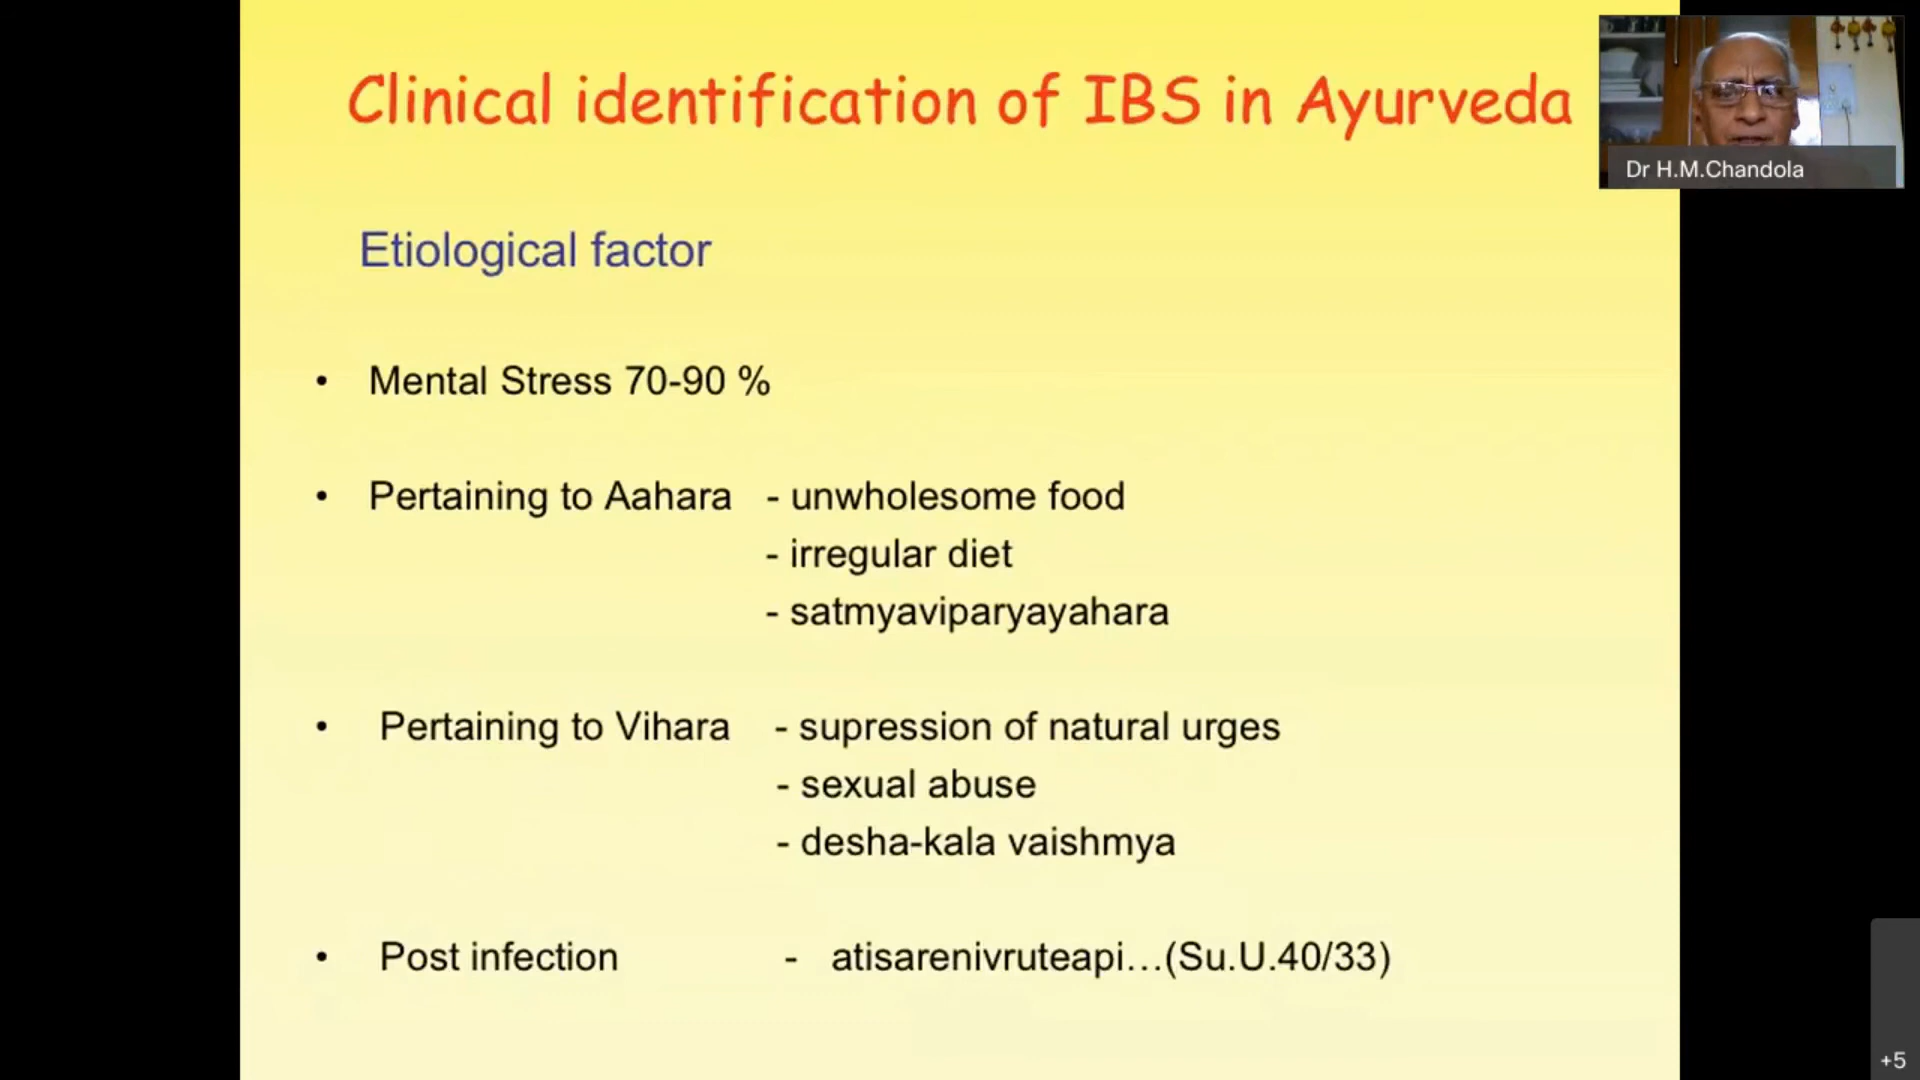 Clinical identification of IBS in Ayurveda
Dr H.M.Chandola
Etiological factor
• Mental Stress 70-90 %
• Pertaining to Aahara - unwholesome food
- irregular diet
- satmyaviparyayahara
• Pertaining to Vihara - supression of natural urges
- sexual abuse
- desha-kala vaishmya
• Post infection - atisarenivruteapi…(Su.U.40/33)
+5